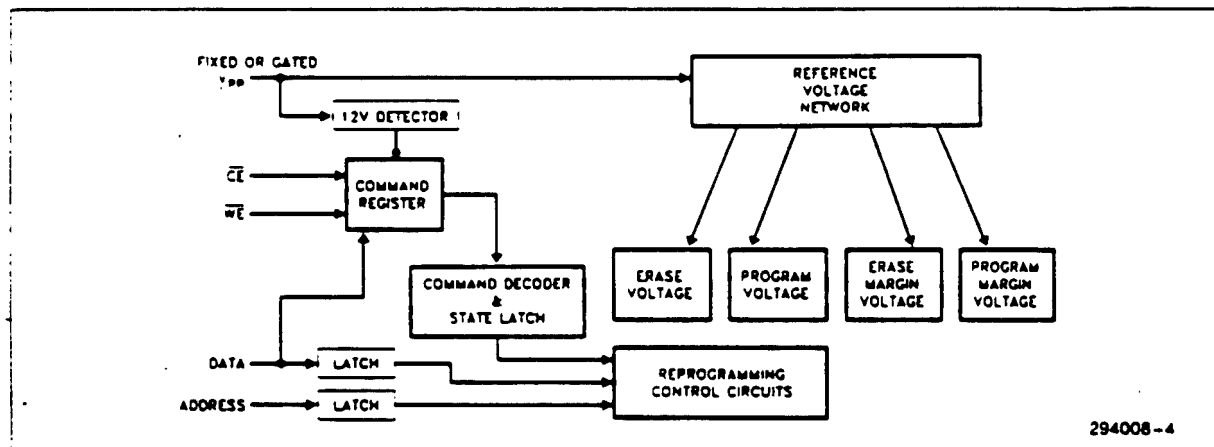 FIXED OR GATED
Vpp
REFERENCE
VOLTAGE
NETWORK
12V DETECTOR
CE
WE
COMMAND
REGISTER
COMMAND DECODER
&
STATE LATCH
ERASE
VOLTAGE
PROGRAM
VOLTAGE
ERASE
MARGIN
VOLTAGE
PROGRAM
MARGIN
VOLTAGE
DATA
LATCH
ADDRESS
LATCH
REPROGRAMMING
CONTROL CIRCUITS
294008-4